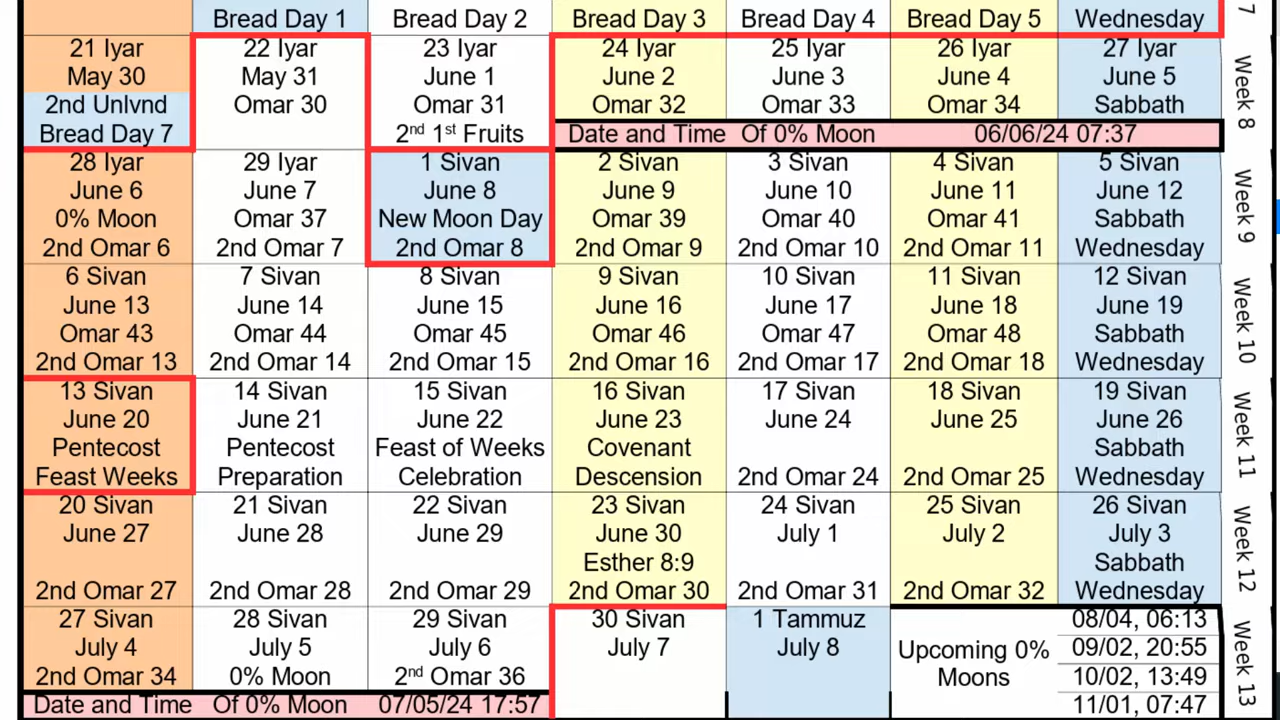 Bread Day 1
Bread Day 2
Bread Day 3
Bread Day 4
Bread Day 5
Wednesday
7
21 Iyar
May 30
2nd Unlvnd
Bread Day 7
22 Iyar
May 31
Omar 30
23 Iyar
June 1
Omar 31
2nd 1st Fruits
24 Iyar
June 2
Omar 32
25 Iyar
June 3
Omar 33
26 Iyar
June 4
Omar 34
27 Iyar
June 5
Sabbath
Week 8
Date and Time Of 0% Moon 06/06/24 07:37
28 Iyar
June 6
0% Moon
2nd Omar 6
29 Iyar
June 7
Omar 37
2nd Omar 7
1 Sivan
June 8
New Moon Day
2nd Omar 8
2 Sivan
June 9
Omar 39
2nd Omar 9
3 Sivan
June 10
Omar 40
2nd Omar 10
4 Sivan
June 11
Omar 41
2nd Omar 11
5 Sivan
June 12
Sabbath
Wednesday
Week 9
6 Sivan
June 13
Omar 43
2nd Omar 13
7 Sivan
June 14
Omar 44
2nd Omar 14
8 Sivan
June 15
Omar 45
2nd Omar 15
9 Sivan
June 16
Omar 46
2nd Omar 16
10 Sivan
June 17
Omar 47
2nd Omar 17
11 Sivan
June 18
Omar 48
2nd Omar 18
12 Sivan
June 19
Sabbath
Wednesday
Week 10
13 Sivan
June 20
Pentecost
Feast Weeks
14 Sivan
June 21
Pentecost
Preparation
15 Sivan
June 22
Feast of Weeks
Celebration
16 Sivan
June 23
Covenant
Descension
17 Sivan
June 24
2nd Omar 24
18 Sivan
June 25
2nd Omar 25
19 Sivan
June 26
Sabbath
Wednesday
Week 11
20 Sivan
June 27
2nd Omar 27
21 Sivan
June 28
2nd Omar 28
22 Sivan
June 29
2nd Omar 29
23 Sivan
June 30
Esther 8:9
2nd Omar 30
24 Sivan
July 1
2nd Omar 31
25 Sivan
July 2
2nd Omar 32
26 Sivan
July 3
Sabbath
Wednesday
Week 12
27 Sivan
July 4
2nd Omar 34
28 Sivan
July 5
0% Moon
29 Sivan
July 6
2nd Omar 36
30 Sivan
July 7
1 Tammuz
July 8
Upcoming 0%
Moons
08/04, 06:13
09/02, 20:55
10/02, 13:49
11/01, 07:47
Week 13
Date and Time Of 0% Moon 07/05/24 17:57